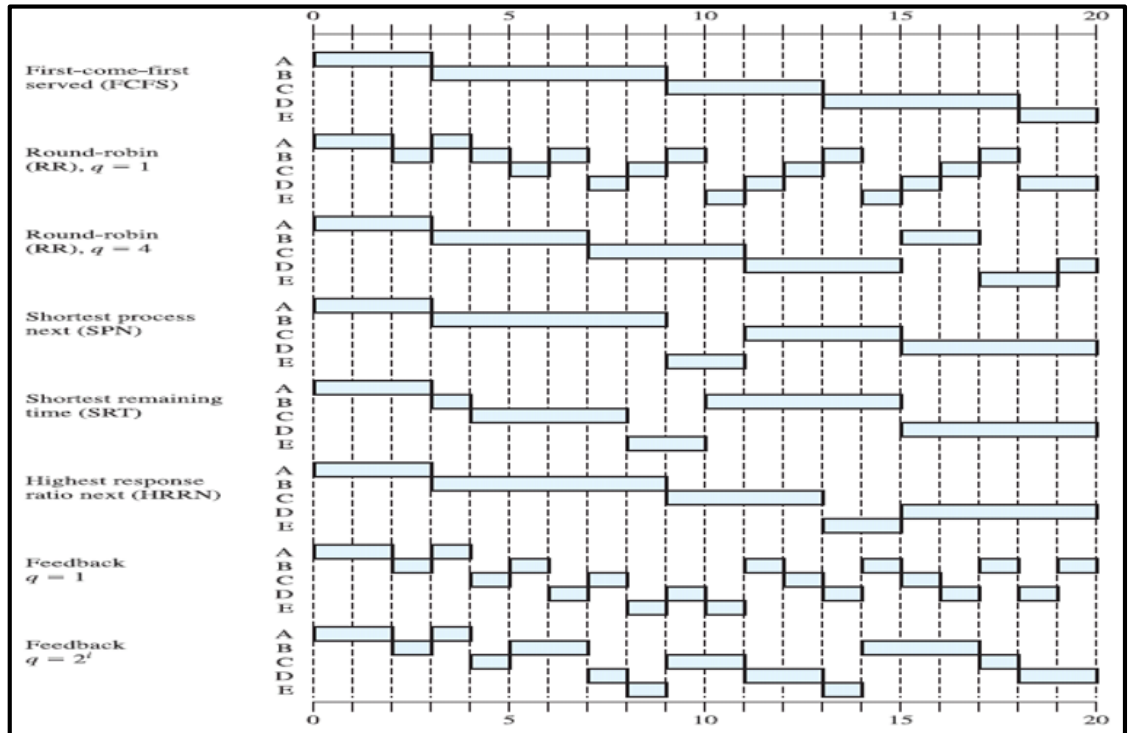 0 5 10 15 20
First-come-first
served (FCFS)
A
B
C
D
E
Round-robin
(RR), q = 1
A
B
C
D
E
Round-robin
(RR), q = 4
A
B
C
D
E
Shortest process
next (SPN)
A
B
C
D
E
Shortest remaining
time (SRT)
A
B
C
D
E
Highest response
ratio next (HRRN)
A
B
C
D
E
Feedback
q = 1
A
B
C
D
E
Feedback
q = 2^i
A
B
C
D
E
0 5 10 15 20